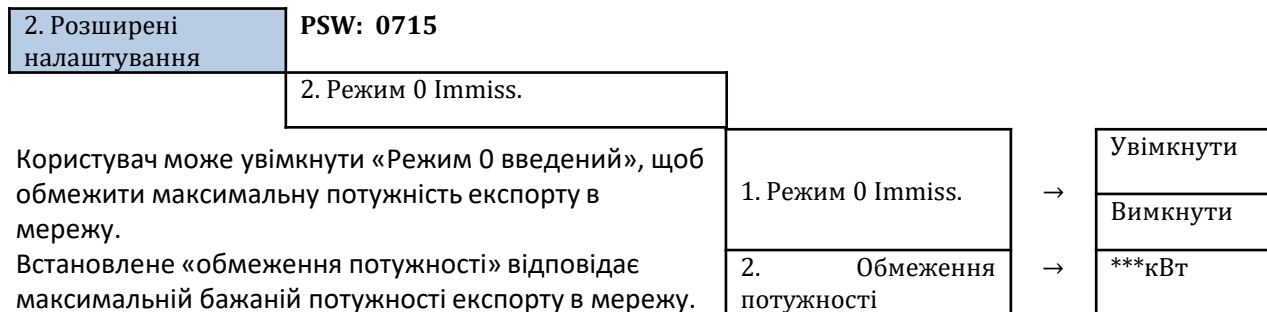 2. Розширені
налаштування
PSW: 0715
2. Режим 0 Immiss.
Користувач може увімкнути «Режим 0 введений», щоб
обмежити максимальну потужність експорту в
мережу.
Встановлене «обмеження потужності» відповідає
максимальній бажаній потужності експорту в мережу.
1. Режим 0 Immiss.
→
Увімкнути
Вимкнути
2. Обмеження
потужності
→
***кВт